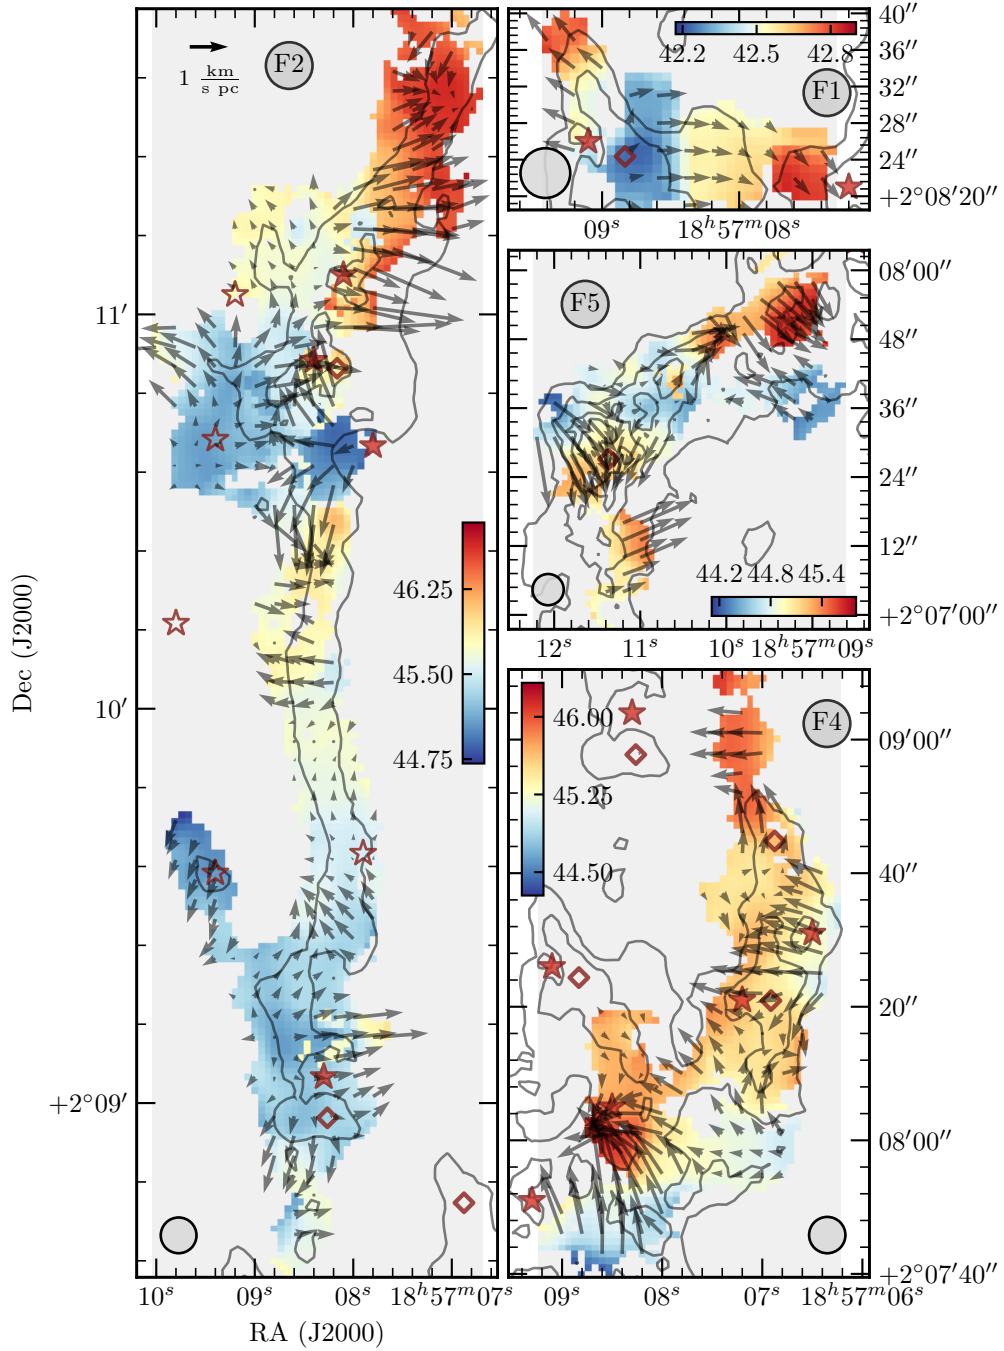 F2
1 km/s pc
11′
10′
+2°09′
Dec (J2000)
46.25
45.50
44.75
10ˢ 09ˢ 08ˢ 18ʰ57ᵐ07ˢ
RA (J2000)
F1
42.2 42.5 42.8
40″
36″
32″
28″
24″
+2°08′20″
09ˢ 18ʰ57ᵐ08ˢ
F5
08′00″
48″
36″
24″
12″
+2°07′00″
44.2 44.8 45.4
12ˢ 11ˢ 10ˢ 18ʰ57ᵐ09ˢ
F4
46.00
45.25
44.50
09′00″
40″
20″
08′00″
+2°07′40″
09ˢ 08ˢ 07ˢ 18ʰ57ᵐ06ˢ